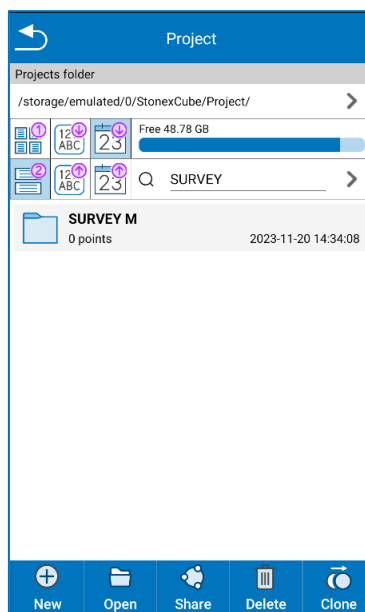 Project
Projects folder
/storage/emulated/0/StonexCube/Project/
1 12 ABC 23 Free 48.78 GB
2 12 ABC 23 SURVEY
SURVEY M
0 points 2023-11-20 14:34:08
New Open Share Delete Clone